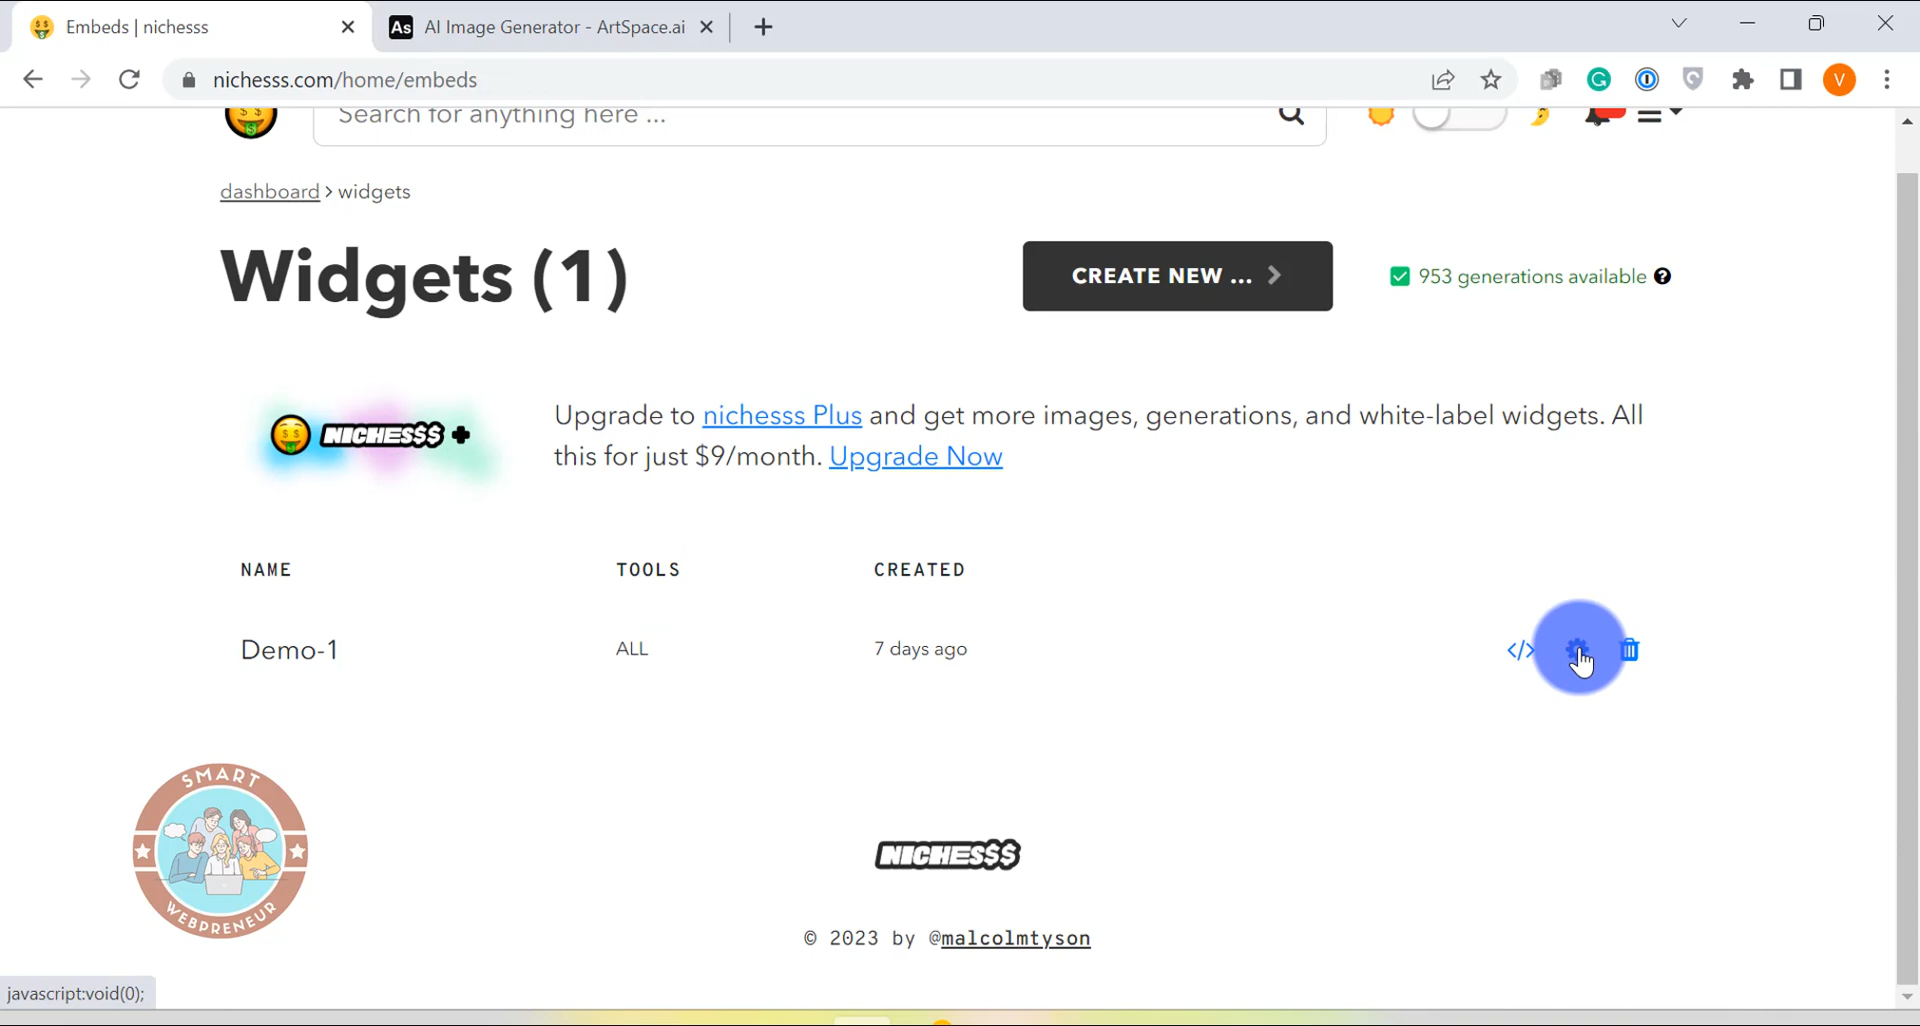 Embeds | nichesss
As AI Image Generator - ArtSpace.ai
nichesss.com/home/embeds
V
Search for anything here ...
dashboard > widgets
Widgets (1)
CREATE NEW ...
953 generations available
NICHES$$ +
Upgrade to nichesss Plus and get more images, generations, and white-label widgets. All
this for just $9/month. Upgrade Now
NAME TOOLS CREATED
Demo-1 ALL 7 days ago
</>
SMART
WEBPRENEUR
NICHES$$
© 2023 by @malcolmtyson
javascript:void(0);